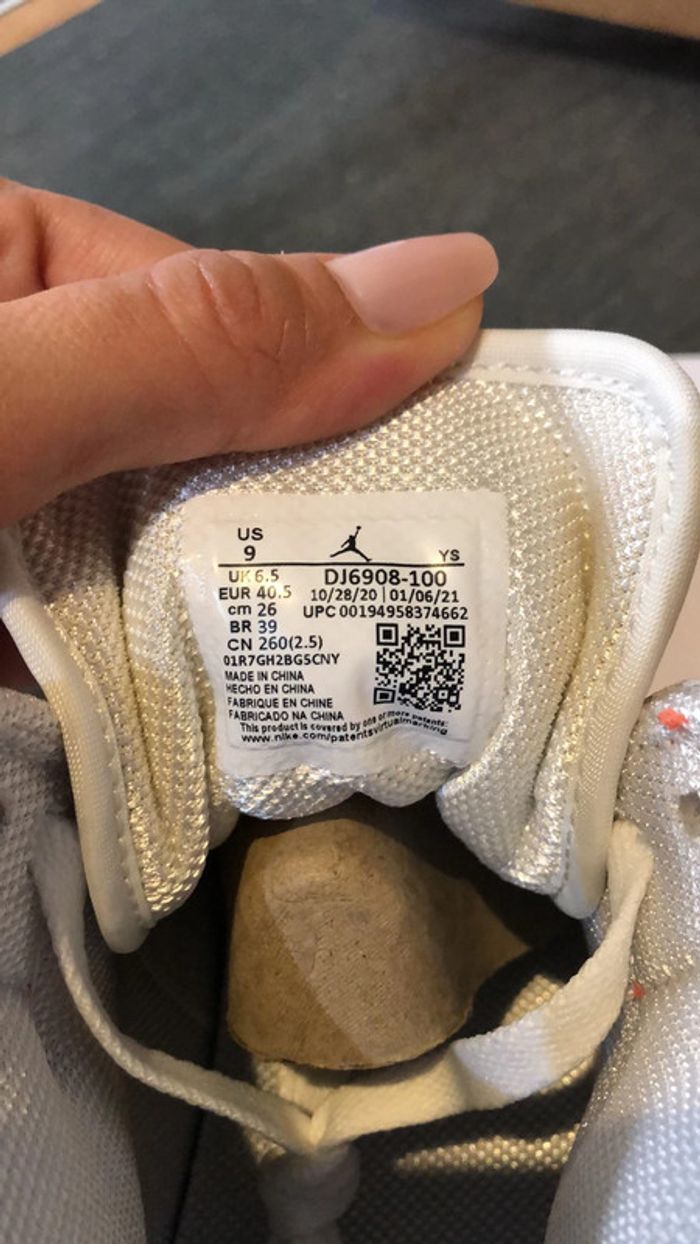 US
9
YS
UK 6.5
DJ6908-100
EUR 40.5
10/28/20 | 01/06/21
cm 26
UPC 00194958374662
BR 39
CN 260(2.5)
01R7GH2BG5CNY
MADE IN CHINA
HECHO EN CHINA
FABRIQUE EN CHINE
FABRICADO NA CHINA
This product is covered by one or more patents:
www.nike.com/patentsvirtualmarking